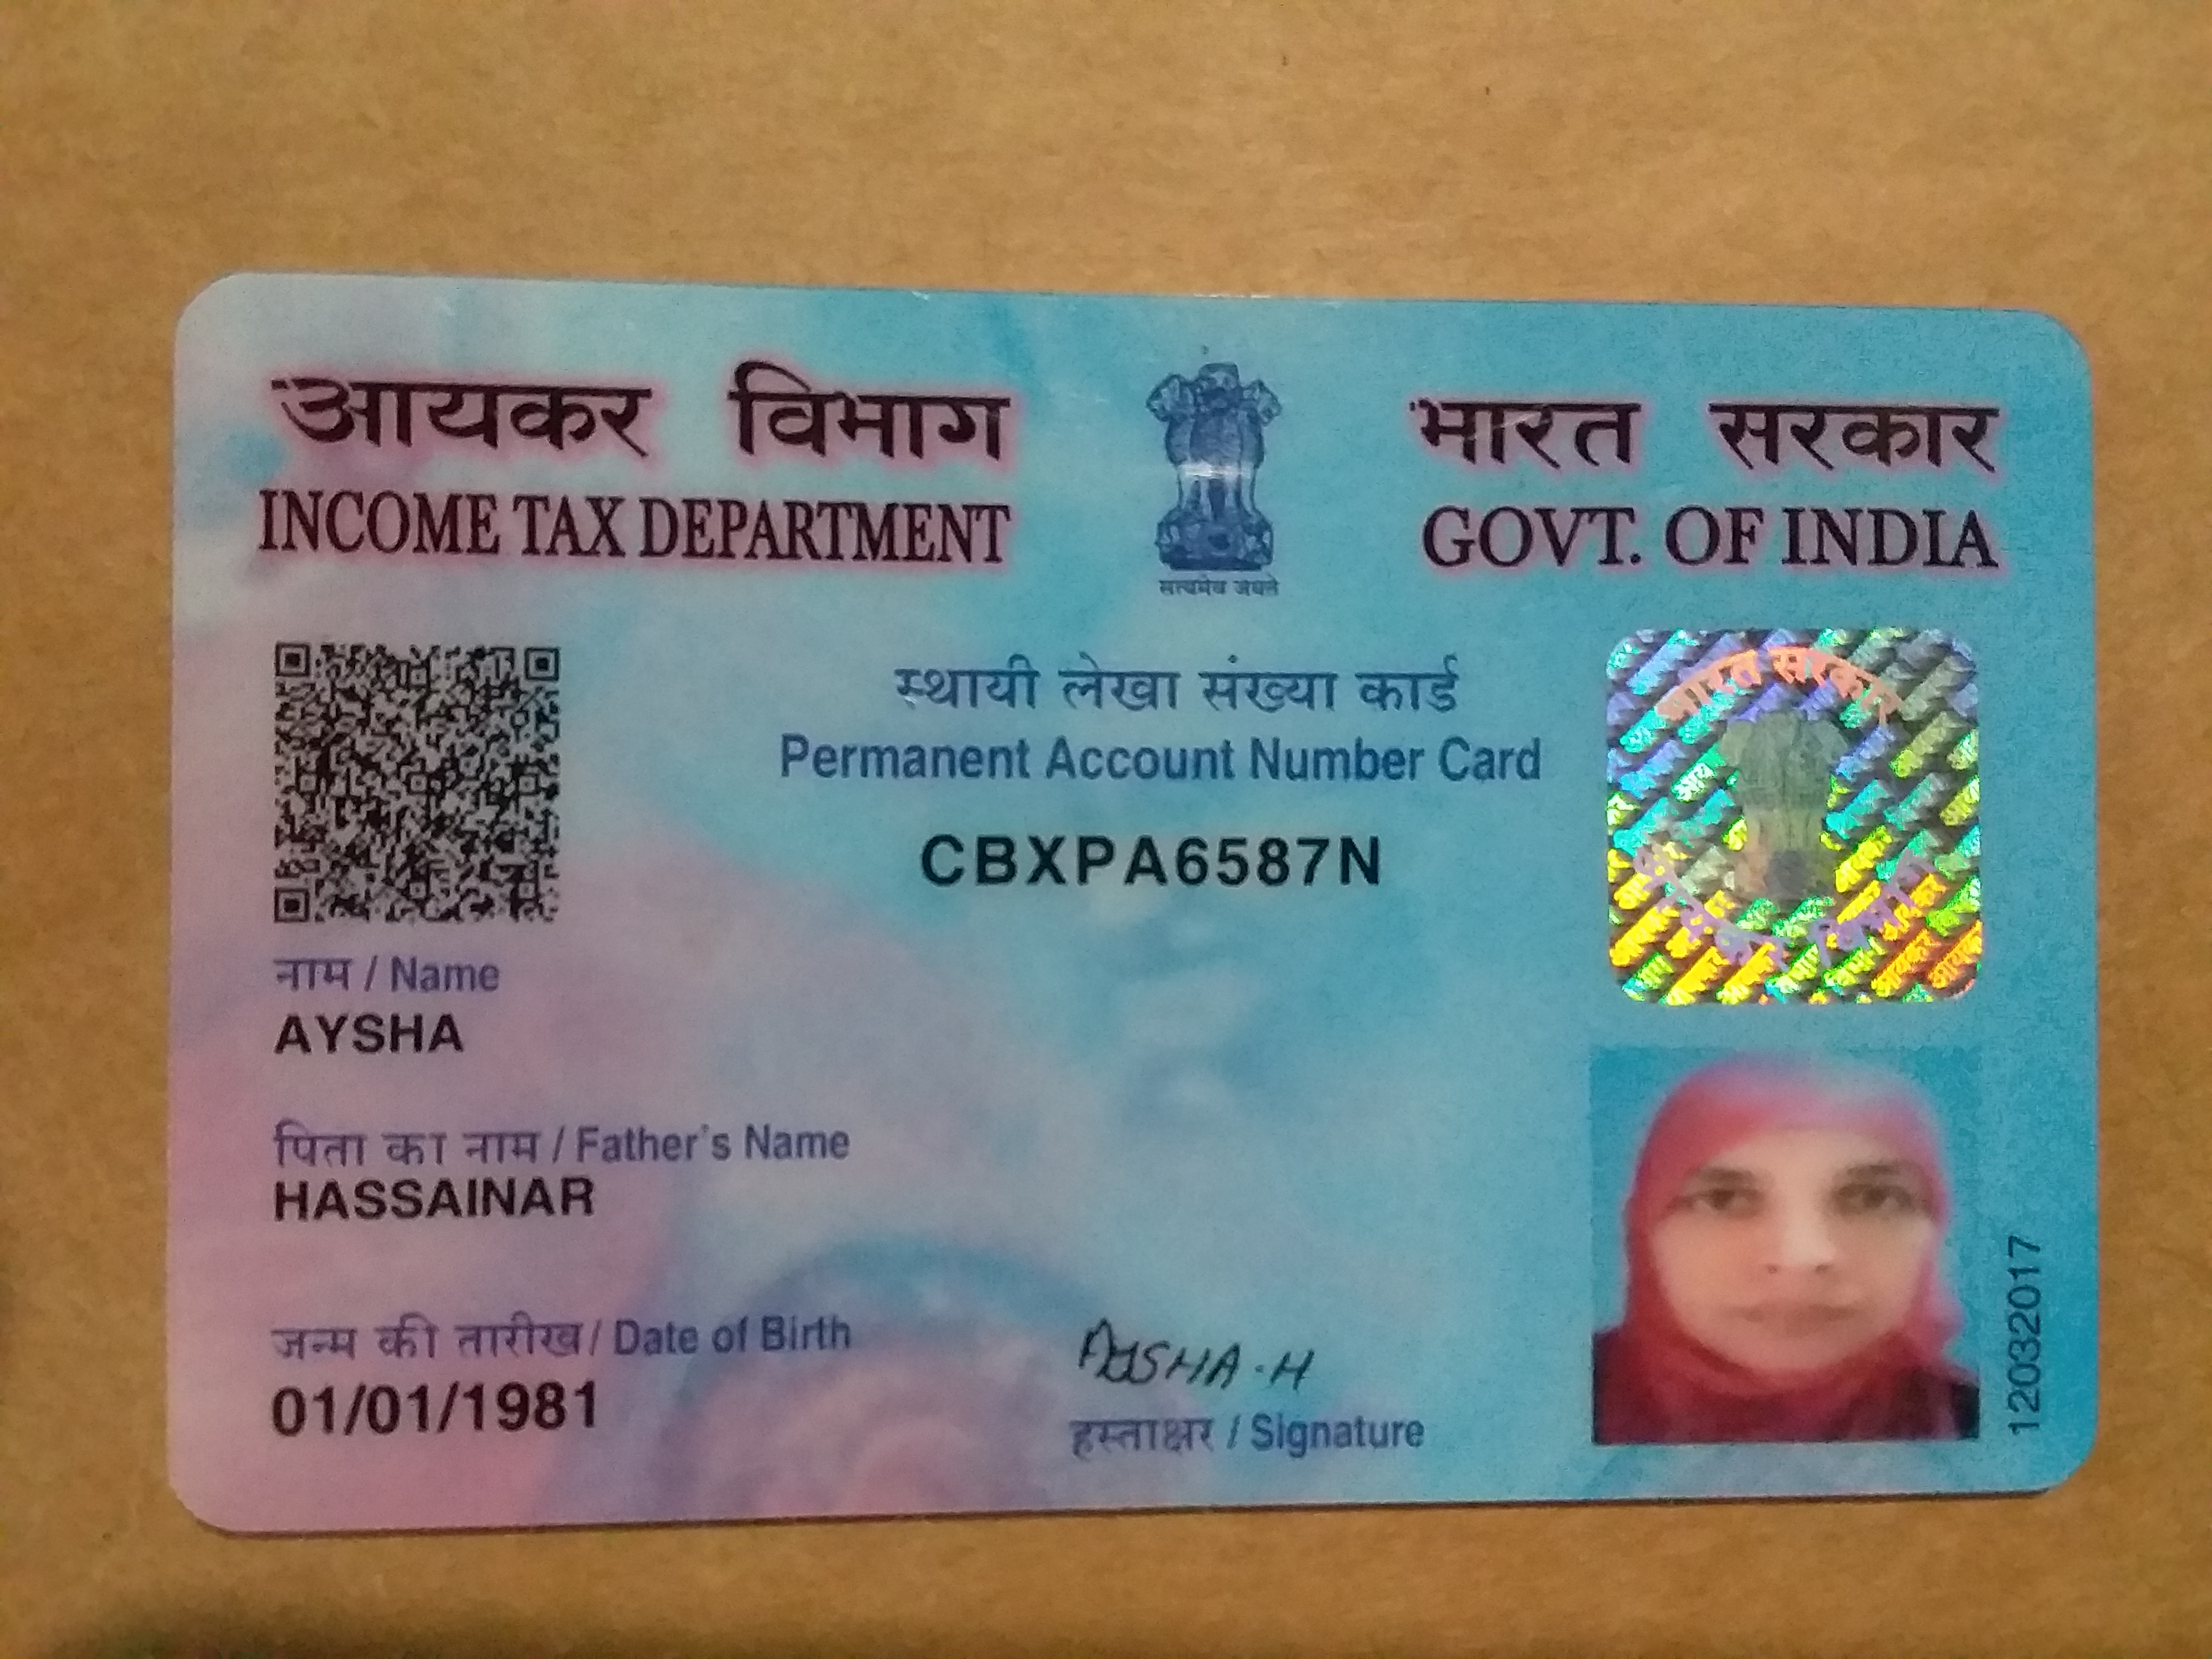 आयकर विभाग
INCOME TAX DEPARTMENT
सत्यमेव जयते
भारत सरकार
GOVT. OF INDIA
स्थायी लेखा संख्या कार्ड
Permanent Account Number Card
CBXPA6587N
नाम / Name
AYSHA
पिता का नाम / Father's Name
HASSAINAR
जन्म की तारीख / Date of Birth
01/01/1981
AYSHA.H
हस्ताक्षर / Signature
12032017